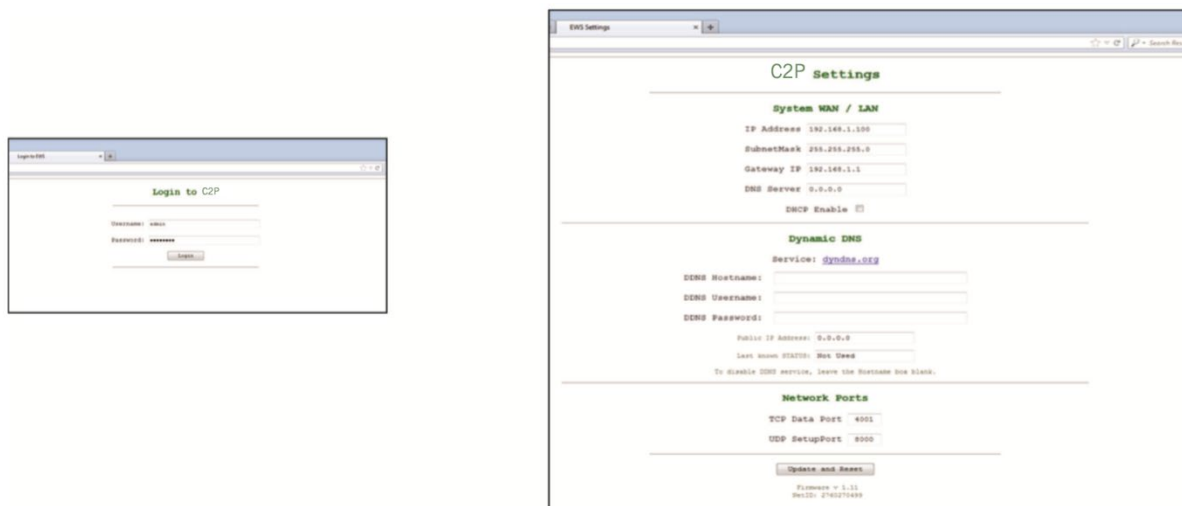 Login to EWS
Login to C2P
Username: admin
Password: ••••••••
Login
EWS Settings
C2P Settings
System WAN / LAN
IP Address 192.168.1.100
SubnetMask 255.255.255.0
Gateway IP 192.168.1.1
DNS Server 0.0.0.0
DHCP Enable
Dynamic DNS
Service: dyndns.org
DDNS Hostname:
DDNS Username:
DDNS Password:
Public IP Address: 0.0.0.0
Last known STATUS: Not Used
To disable DDNS service, leave the Hostname box blank.
Network Ports
TCP Data Port 4001
UDP SetupPort 8000
Update and Reset
Firmware v 1.11